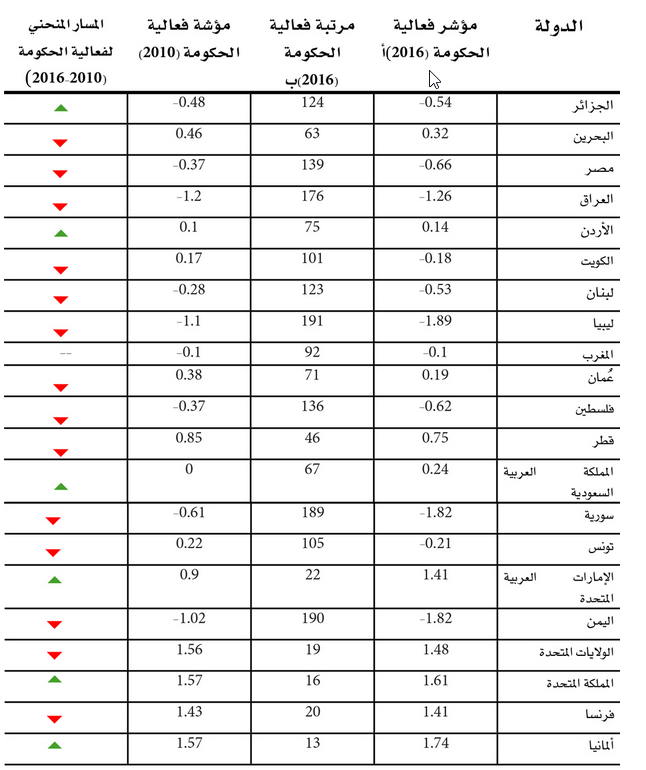 الدولة	مؤشر فعالية	مرتبة فعالية	مؤشة فعالية	المسار المنحني
الحكومة (2016)أ	الحكومة	الحكومة (2010)	لفعالية الحكومة
(2016)ب	(2010-2016)
الجزائر	–0.54	124	–0.48
البحرين	0.32	63	0.46
مصر	–0.66	139	–0.37
العراق	–1.26	176	–1.2
الأردن	0.14	75	0.1
الكويت	–0.18	101	0.17
لبنان	–0.53	123	–0.28
ليبيا	–1.89	191	–1.1
المغرب	–0.1	92	–0.1	--
عُمان	0.19	71	0.38
فلسطين	–0.62	136	–0.37
قطر	0.75	46	0.85
المملكة العربية	0.24	67	0
السعودية
سورية	–1.82	189	–0.61
تونس	–0.21	105	0.22
الإمارات العربية	1.41	22	0.9
المتحدة
اليمن	–1.82	190	–1.02
الولايات المتحدة	1.48	19	1.56
المملكة المتحدة	1.61	16	1.57
فرنسا	1.41	20	1.43
ألمانيا	1.74	13	1.57